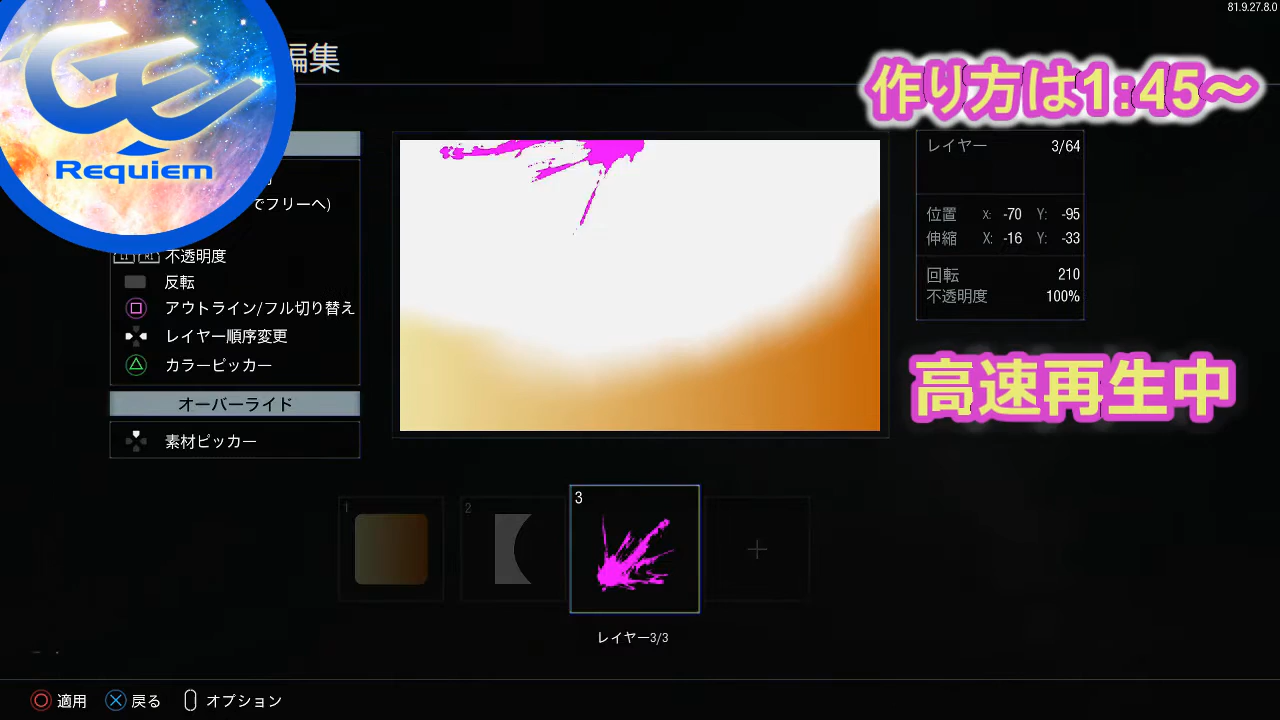 81.9.27.8.0
編集
作り方は1:45～
Requiem
でフリーへ)
L1 R1 不透明度
反転
アウトライン/フル切り替え
レイヤー順序変更
カラーピッカー
オーバーライド
素材ピッカー
レイヤー 3/64
位置 X: -70 Y: -95
伸縮 X: -16 Y: -33
回転 210
不透明度 100%
高速再生中
1
2
3
レイヤー3/3
適用 戻る オプション